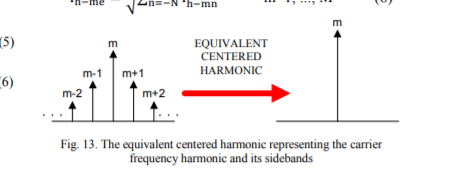 (5)
(6)
m
m-1
m+1
m-2
m+2
. . .
. . .
EQUIVALENT
CENTERED
HARMONIC
m
Fig. 13. The equivalent centered harmonic representing the carrier
frequency harmonic and its sidebands